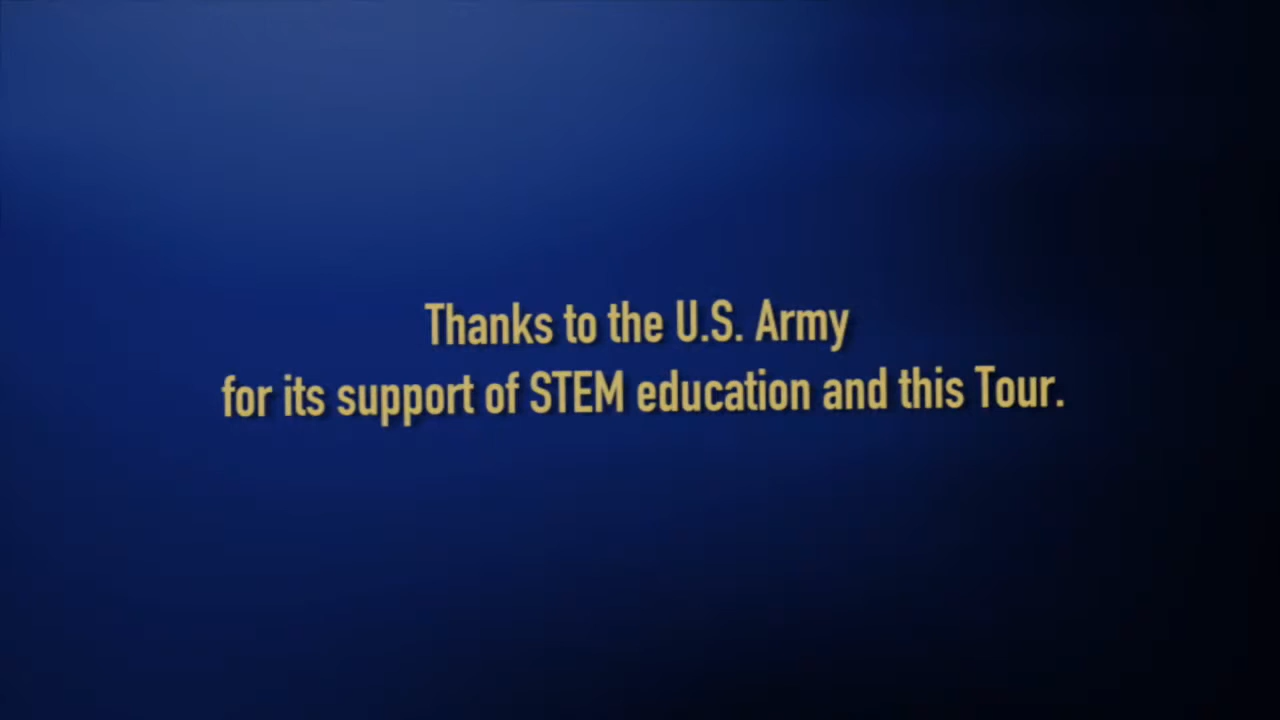 Thanks to the U.S. Army
for its support of STEM education and this Tour.